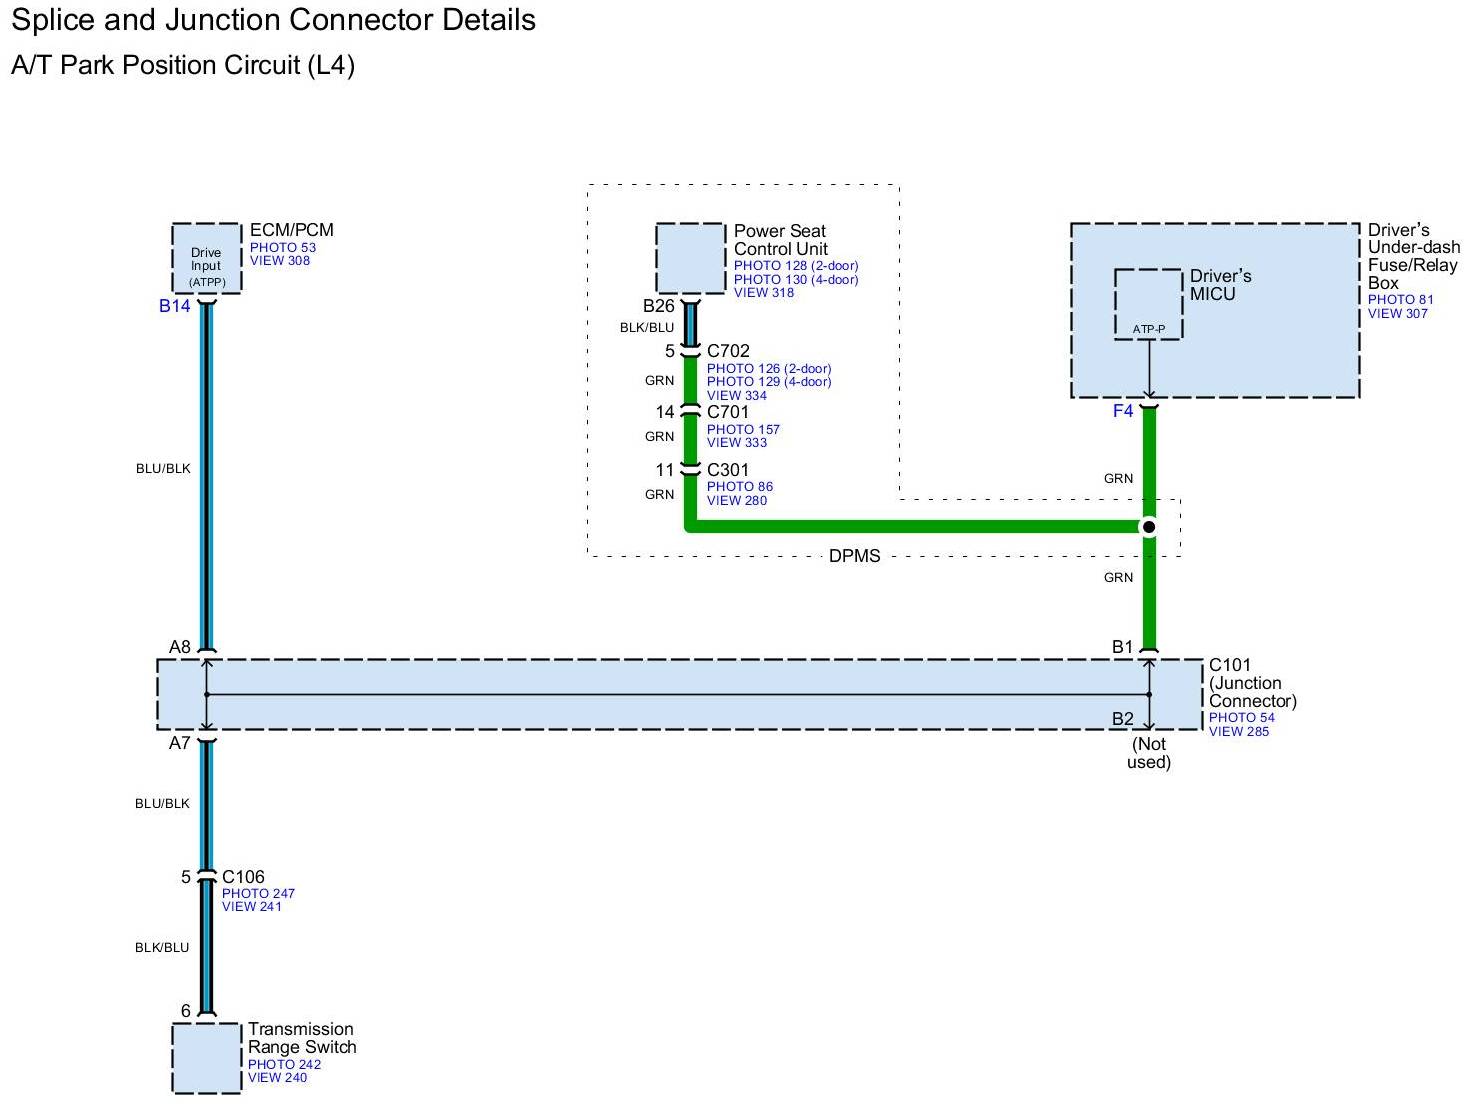 Splice and Junction Connector Details
A/T Park Position Circuit (L4)
ECM/PCM
PHOTO 53
VIEW 308
Drive
Input
(ATPP)
B14
Power Seat
Control Unit
PHOTO 128 (2-door)
PHOTO 130 (4-door)
VIEW 318
B26
BLK/BLU
5
C702
PHOTO 126 (2-door)
PHOTO 129 (4-door)
VIEW 334
GRN
14
C701
PHOTO 157
VIEW 333
GRN
11
C301
PHOTO 86
VIEW 280
GRN
DPMS
Driver's
Under-dash
Fuse/Relay
Box
PHOTO 81
VIEW 307
Driver's
MICU
ATP-P
F4
GRN
GRN
BLU/BLK
A8
B1
C101
(Junction
Connector)
PHOTO 54
VIEW 285
B2
(Not
used)
A7
BLU/BLK
5
C106
PHOTO 247
VIEW 241
BLK/BLU
6
Transmission
Range Switch
PHOTO 242
VIEW 240